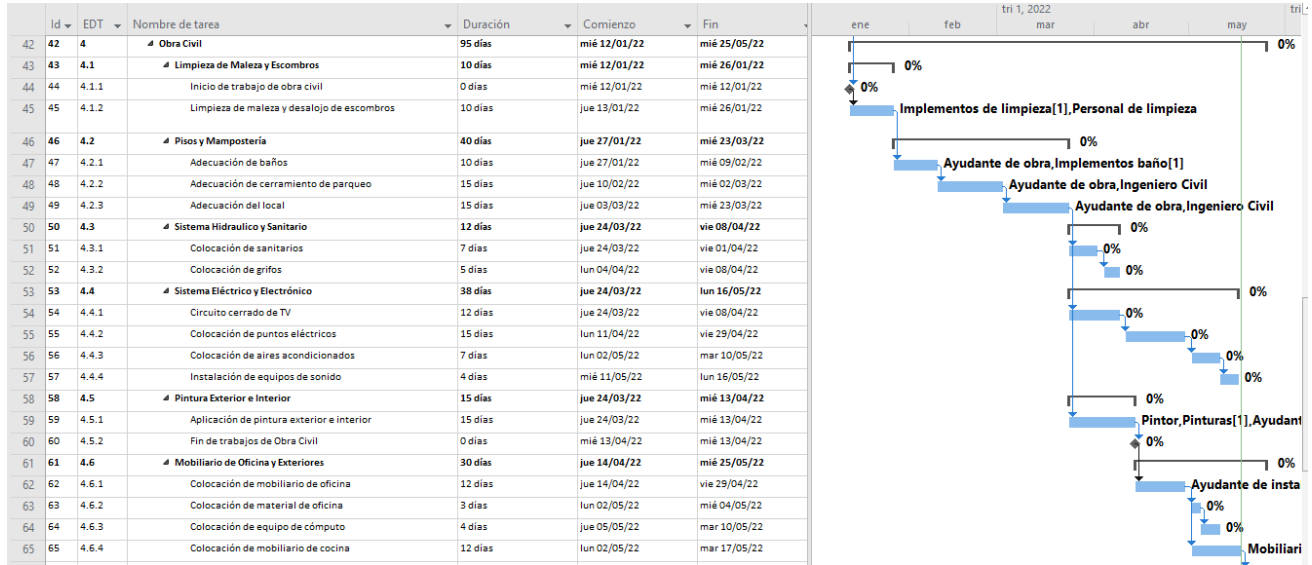 tri 1, 2022 tri
Id EDT Nombre de tarea Duración Comienzo Fin ene feb mar abr may
42 42 4 Obra Civil 95 días mié 12/01/22 mié 25/05/22 0%
43 43 4.1 Limpieza de Maleza y Escombros 10 días mié 12/01/22 mié 26/01/22 0%
44 44 4.1.1 Inicio de trabajo de obra civil 0 días mié 12/01/22 mié 12/01/22 0%
45 45 4.1.2 Limpieza de maleza y desalojo de escombros 10 días jue 13/01/22 mié 26/01/22 Implementos de limpieza[1],Personal de limpieza
46 46 4.2 Pisos y Mampostería 40 días jue 27/01/22 mié 23/03/22 0%
47 47 4.2.1 Adecuación de baños 10 días jue 27/01/22 mié 09/02/22 Ayudante de obra,Implementos baño[1]
48 48 4.2.2 Adecuación de cerramiento de parqueo 15 días jue 10/02/22 mié 02/03/22 Ayudante de obra,Ingeniero Civil
49 49 4.2.3 Adecuación del local 15 días jue 03/03/22 mié 23/03/22 Ayudante de obra,Ingeniero Civil
50 50 4.3 Sistema Hidraulico y Sanitario 12 días jue 24/03/22 vie 08/04/22 0%
51 51 4.3.1 Colocación de sanitarios 7 días jue 24/03/22 vie 01/04/22 0%
52 52 4.3.2 Colocación de grifos 5 días lun 04/04/22 vie 08/04/22 0%
53 53 4.4 Sistema Eléctrico y Electrónico 38 días jue 24/03/22 lun 16/05/22 0%
54 54 4.4.1 Circuito cerrado de TV 12 días jue 24/03/22 vie 08/04/22 0%
55 55 4.4.2 Colocación de puntos eléctricos 15 días lun 11/04/22 vie 29/04/22 0%
56 56 4.4.3 Colocación de aires acondicionados 7 días lun 02/05/22 mar 10/05/22 0%
57 57 4.4.4 Instalación de equipos de sonido 4 días mié 11/05/22 lun 16/05/22 0%
58 58 4.5 Pintura Exterior e Interior 15 días jue 24/03/22 mié 13/04/22 0%
59 59 4.5.1 Aplicación de pintura exterior e interior 15 días jue 24/03/22 mié 13/04/22 Pintor,Pinturas[1],Ayudant
60 60 4.5.2 Fin de trabajos de Obra Civil 0 días mié 13/04/22 mié 13/04/22 0%
61 61 4.6 Mobiliario de Oficina y Exteriores 30 días jue 14/04/22 mié 25/05/22 0%
62 62 4.6.1 Colocación de mobiliario de oficina 12 días jue 14/04/22 vie 29/04/22 Ayudante de insta
63 63 4.6.2 Colocación de material de oficina 3 días lun 02/05/22 mié 04/05/22 0%
64 64 4.6.3 Colocación de equipo de cómputo 4 días jue 05/05/22 mar 10/05/22 0%
65 65 4.6.4 Colocación de mobiliario de cocina 12 días lun 02/05/22 mar 17/05/22 Mobiliari